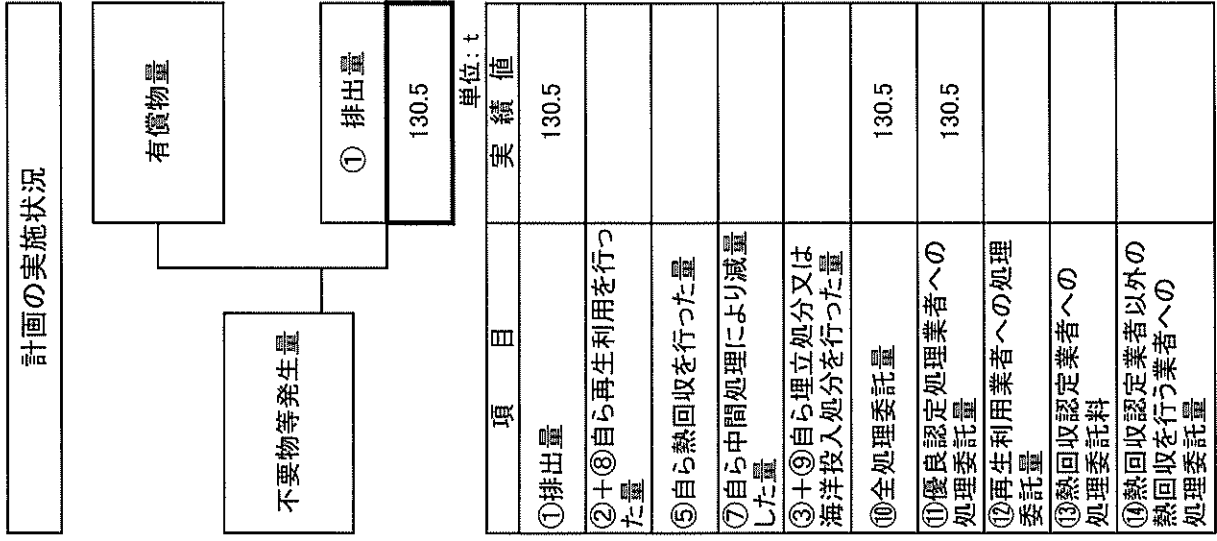 計画の実施状況
不要物等発生量
有償物量
① 排出量
130.5
単位:t
項 目
実 績 値
①排出量
130.5
②+⑧自ら再生利用を行っ
た量
⑤自ら熱回収を行った量
⑦自ら中間処理により減量
した量
③+⑨自ら埋立処分又は
海洋投入処分を行った量
⑩全処理委託量
130.5
⑪優良認定処理業者への
処理委託量
130.5
⑫再生利用業者への処理
委託量
⑬熱回収認定業者への
処理委託料
⑭熱回収認定業者以外の
熱回収を行う業者への
処理委託量